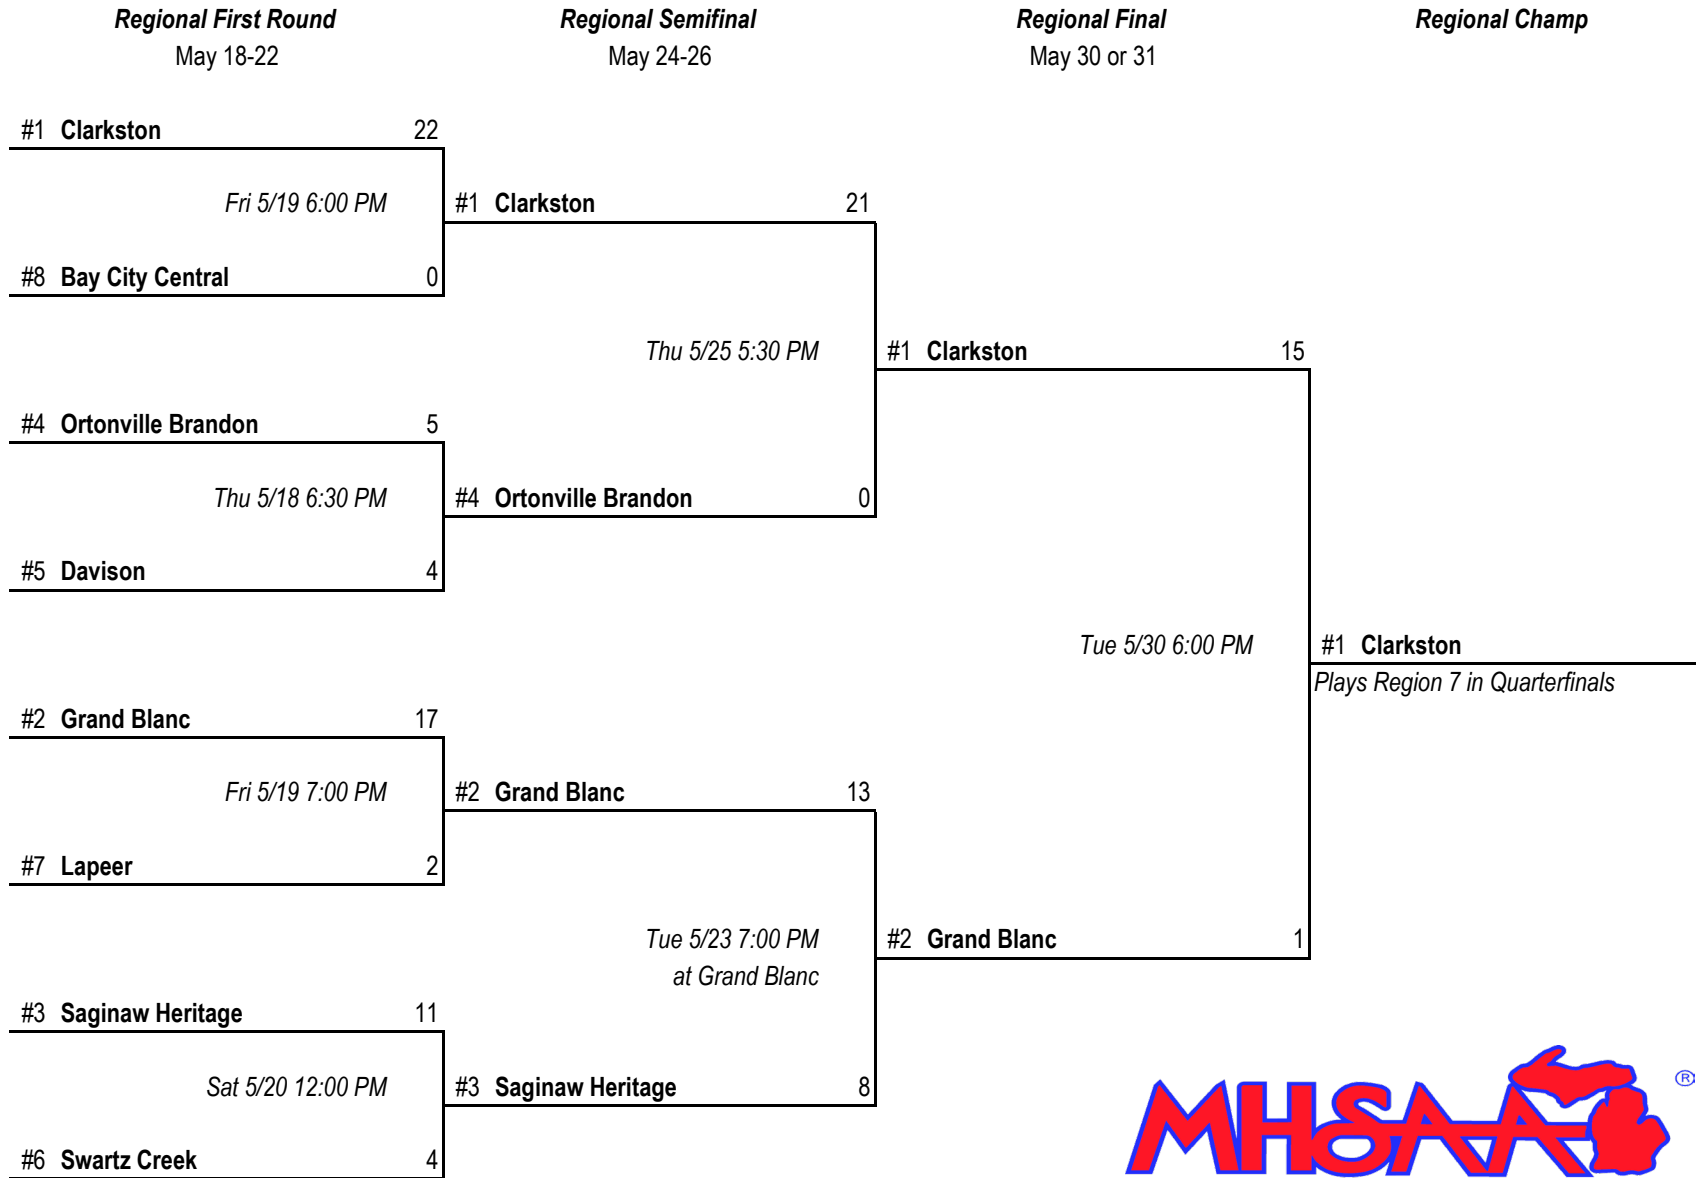 Regional First Round
May 18-22
Regional Semifinal
May 24-26
Regional Final
May 30 or 31
Regional Champ
#1 Clarkston 22
Fri 5/19 6:00 PM
#8 Bay City Central 0
#4 Ortonville Brandon 5
Thu 5/18 6:30 PM
#5 Davison 4
#2 Grand Blanc 17
Fri 5/19 7:00 PM
#7 Lapeer 2
#3 Saginaw Heritage 11
Sat 5/20 12:00 PM
#6 Swartz Creek 4
#1 Clarkston 21
Thu 5/25 5:30 PM
#4 Ortonville Brandon 0
#2 Grand Blanc 13
Tue 5/23 7:00 PM
at Grand Blanc
#3 Saginaw Heritage 8
#1 Clarkston 15
Tue 5/30 6:00 PM
#2 Grand Blanc 1
#1 Clarkston
Plays Region 7 in Quarterfinals
MHSAA ®